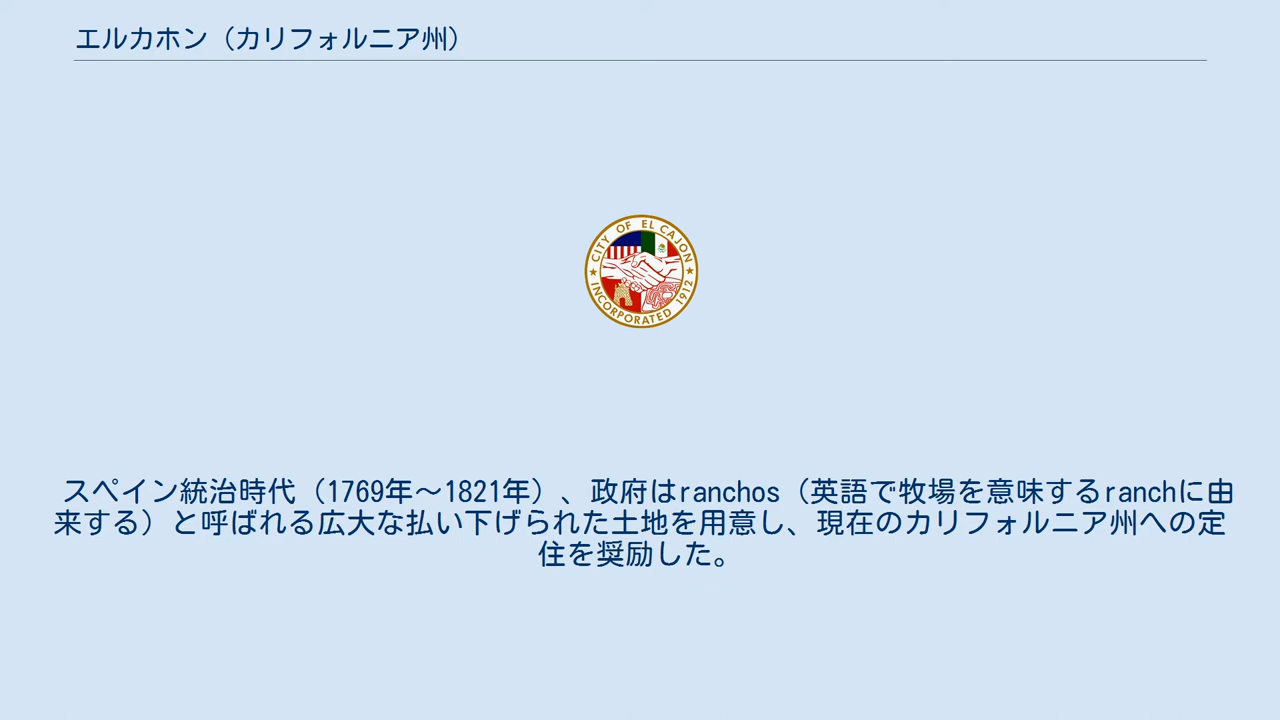 エルカホン（カリフォルニア州）
CITY OF EL CAJON
INCORPORATED 1912
スペイン統治時代（1769年～1821年）、政府はranchos（英語で牧場を意味するranchに由
来する）と呼ばれる広大な払い下げられた土地を用意し、現在のカリフォルニア州への定
住を奨励した。